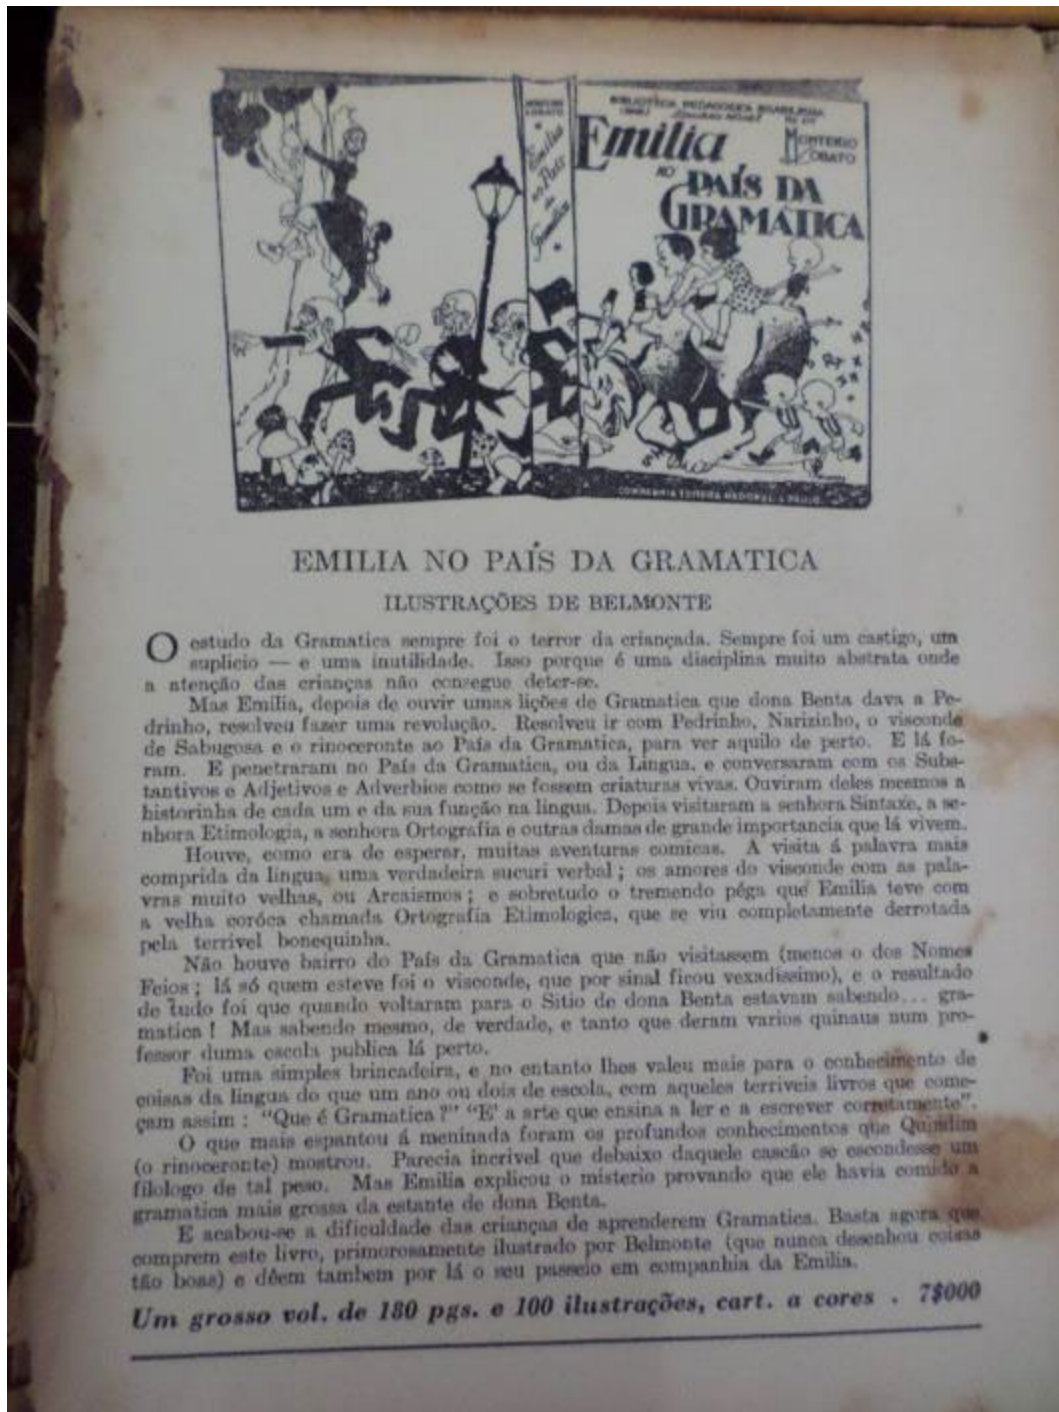 BIBLIOTECA PEDAGOGICA BRASILEIRA
MONTEIRO
LOBATO
Emilia
no
PAÍS DA
GRAMÁTICA
MONTEIRO
LOBATO
Emilia
no País
da
Gramática
COMPANHIA EDITORA NACIONAL S. PAULO
EMILIA NO PAÍS DA GRAMATICA
ILUSTRAÇÕES DE BELMONTE
O estudo da Gramatica sempre foi o terror da criançada. Sempre foi um castigo, um
suplicio — e uma inutilidade. Isso porque é uma disciplina muito abstrata onde
a atenção das crianças não consegue deter-se.
Mas Emilia, depois de ouvir umas lições de Gramatica que dona Benta dava a Pe-
drinho, resolveu fazer uma revolução. Resolveu ir com Pedrinho, Narizinho, o visconde
de Sabugosa e o rinoceronte ao País da Gramatica, para ver aquilo de perto. E lá fo-
ram. E penetraram no País da Gramatica, ou da Lingua, e conversaram com os Subs-
tantivos e Adjetivos e Adverbios como se fossem criaturas vivas. Ouviram deles mesmos a
historinha de cada um e da sua função na lingua. Depois visitaram a senhora Sintaxe, a se-
nhora Etimologia, a senhora Ortografia e outras damas de grande importancia que lá vivem.
Houve, como era de esperar, muitas aventuras comicas. A visita á palavra mais
comprida da lingua, uma verdadeira sucuri verbal; os amores do visconde com as pala-
vras muito velhas, ou Arcaismos; e sobretudo o tremendo péga que Emilia teve com
a velha coróca chamada Ortografia Etimologica, que se viu completamente derrotada
pela terrivel bonequinha.
Não houve bairro do País da Gramatica que não visitassem (menos o dos Nomes
Feios; lá só quem esteve foi o visconde, que por sinal ficou vexadissimo), e o resultado
de tudo foi que quando voltaram para o Sitio de dona Benta estavam sabendo... gra-
matica! Mas sabendo mesmo, de verdade, e tanto que deram varios quinaus num pro-
fessor duma escola publica lá perto.
Foi uma simples brincadeira, e no entanto lhes valeu mais para o conhecimento de
coisas da lingua do que um ano ou dois de escola, com aqueles terriveis livros que come-
çam assim: "Que é Gramatica?" "E' a arte que ensina a ler e a escrever corretamente".
O que mais espantou á meninada foram os profundos conhecimentos que Quindim
(o rinoceronte) mostrou. Parecia incrivel que debaixo daquele cascão se escondesse um
filologo de tal peso. Mas Emilia explicou o misterio provando que ele havia comido a
gramatica mais grossa da estante de dona Benta.
E acabou-se a dificuldade das crianças de aprenderem Gramatica. Basta agora que
comprem este livro, primorosamente ilustrado por Belmonte (que nunca desenhou coisas
tão boas) e dêem tambem por lá o seu passeio em companhia da Emilia.
Um grosso vol. de 180 pgs. e 100 ilustrações, cart. a cores . 7$000